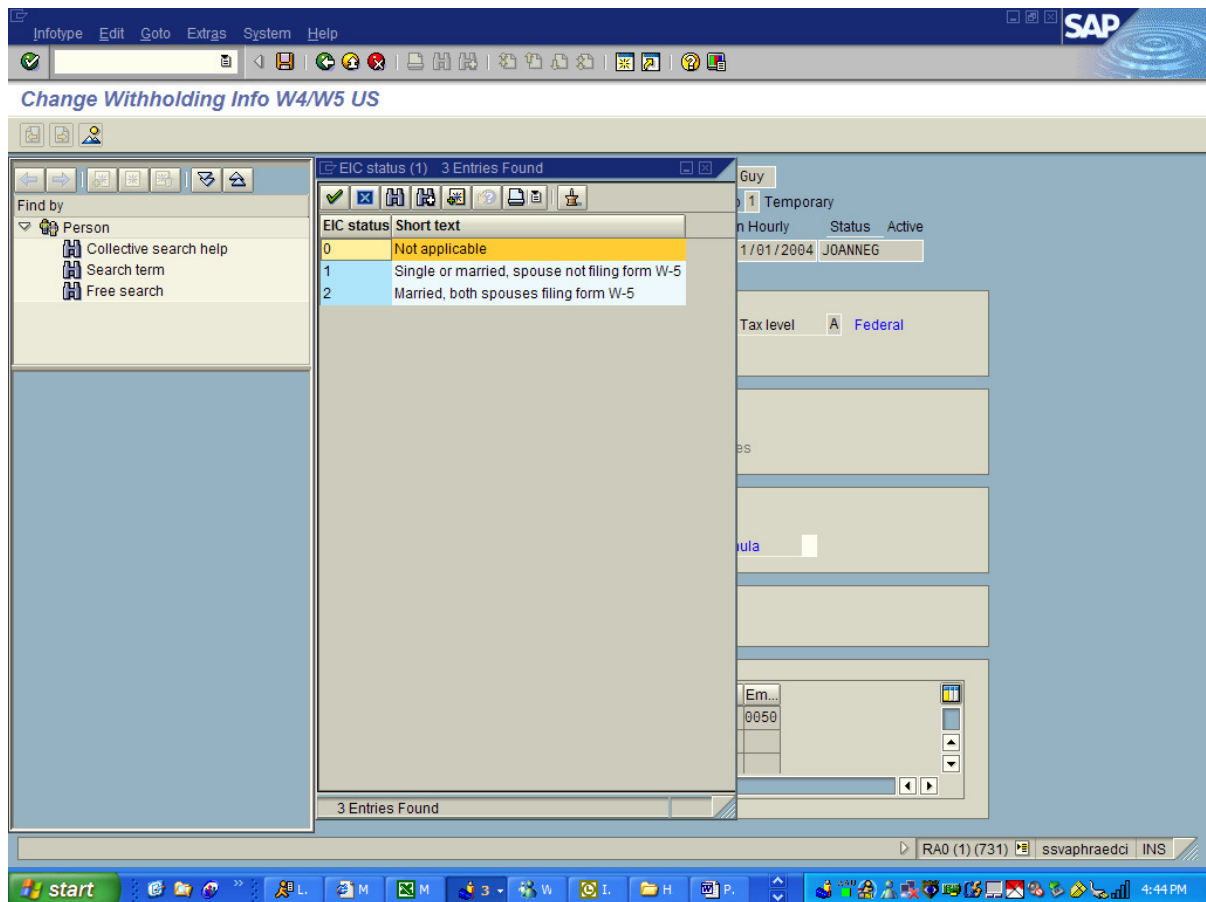 Infotype Edit Goto Extras System Help
SAP
Change Withholding Info W4/W5 US
Find by
Person
Collective search help
Search term
Free search
EIC status (1) 3 Entries Found
EIC status Short text
0 Not applicable
1 Single or married, spouse not filing form W-5
2 Married, both spouses filing form W-5
3 Entries Found
Guy
1 Temporary
n Hourly Status Active
1/01/2004 JOANNEG
Tax level A Federal
es
ula
Em...
0050
RA0 (1) (731) ssvaphraedci INS
start L. M M 3 W I. H P. 4:44 PM